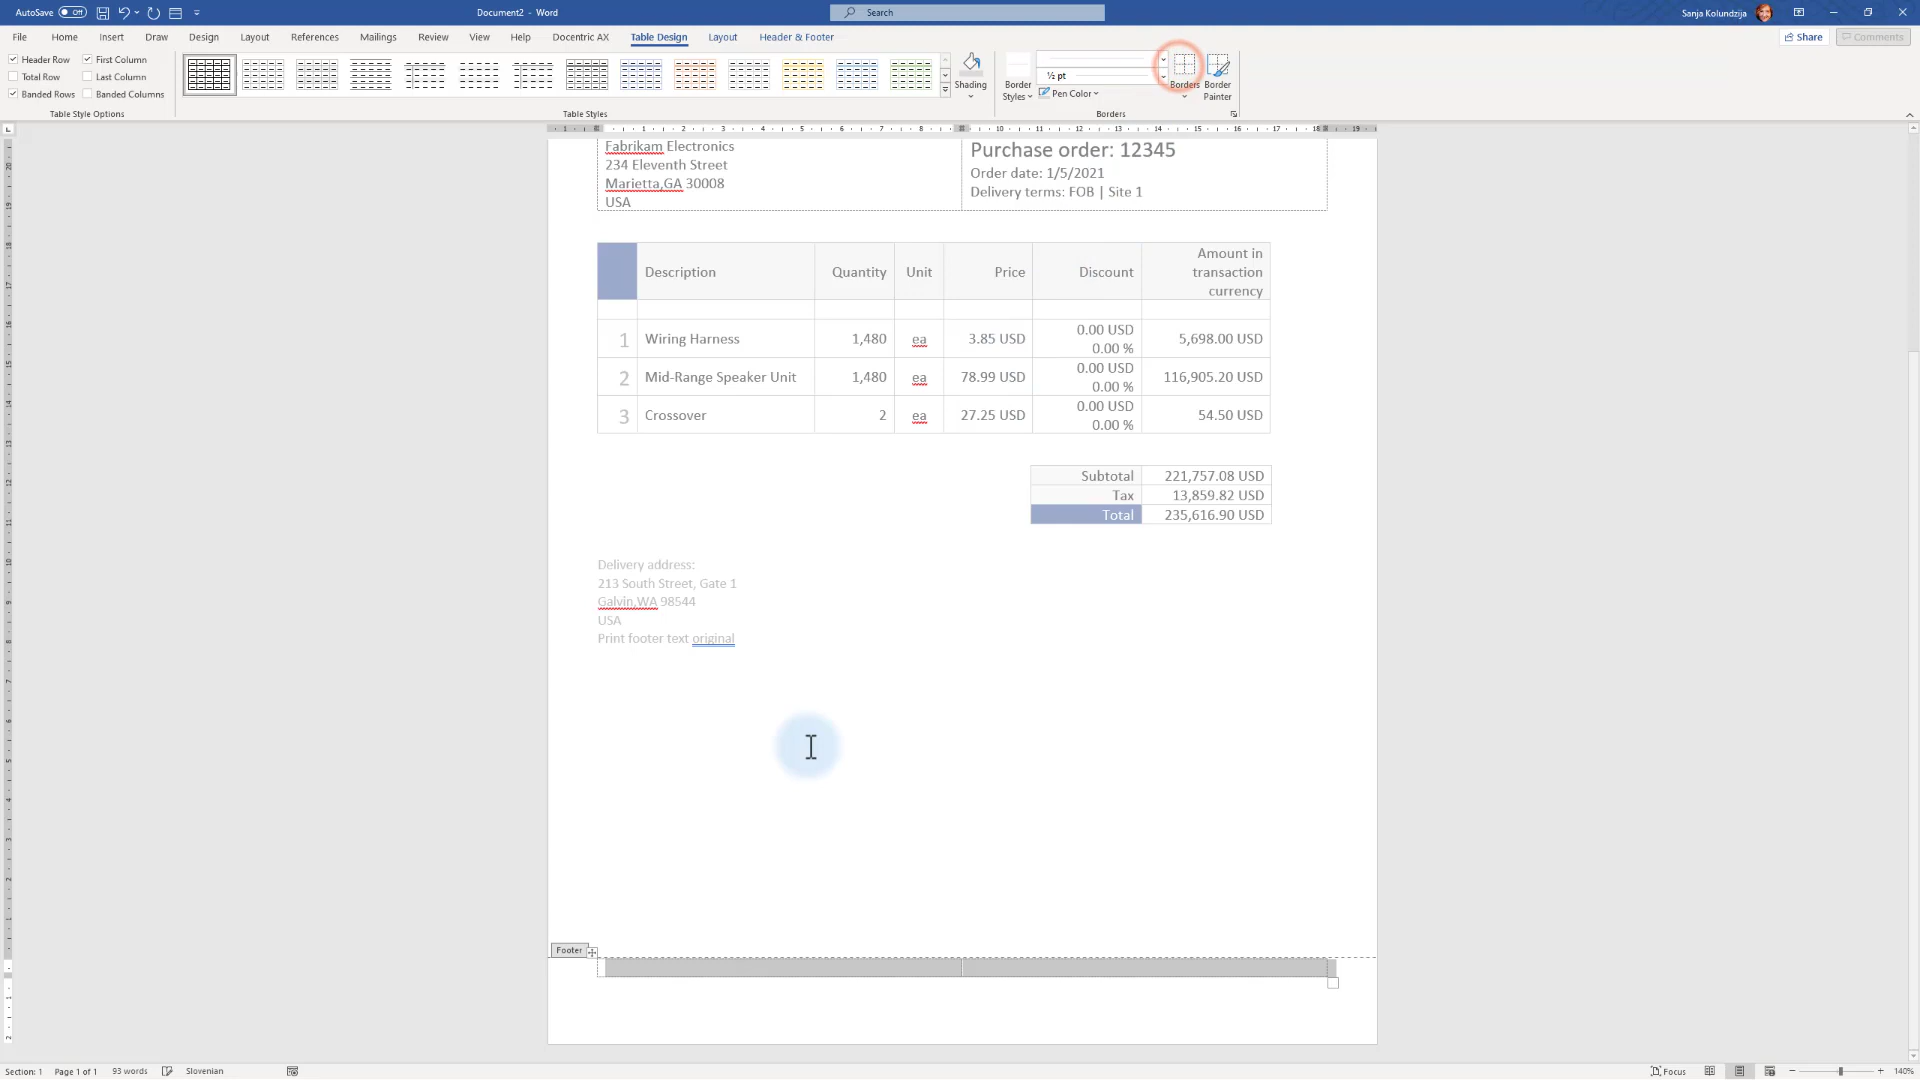 AutoSave Off Document2 - Word Search Sanja Kolundzija
File Home Insert Draw Design Layout References Mailings Review View Help Docentric AX Table Design Layout Header & Footer Share Comments
Header Row First Column
Total Row Last Column
Banded Rows Banded Columns
Table Style Options
Table Styles
Shading
Border Styles
½ pt
Pen Color
Borders
Border Painter
Borders
Fabrikam Electronics
234 Eleventh Street
Marietta,GA 30008
USA
Purchase order: 12345
Order date: 1/5/2021
Delivery terms: FOB | Site 1
Description Quantity Unit Price Discount Amount in transaction currency
1 Wiring Harness 1,480 ea 3.85 USD 0.00 USD 0.00 % 5,698.00 USD
2 Mid-Range Speaker Unit 1,480 ea 78.99 USD 0.00 USD 0.00 % 116,905.20 USD
3 Crossover 2 ea 27.25 USD 0.00 USD 0.00 % 54.50 USD
Subtotal 221,757.08 USD
Tax 13,859.82 USD
Total 235,616.90 USD
Delivery address:
213 South Street, Gate 1
Galvin,WA 98544
USA
Print footer text original
Footer
Section: 1 Page 1 of 1 93 words Slovenian Focus 140%